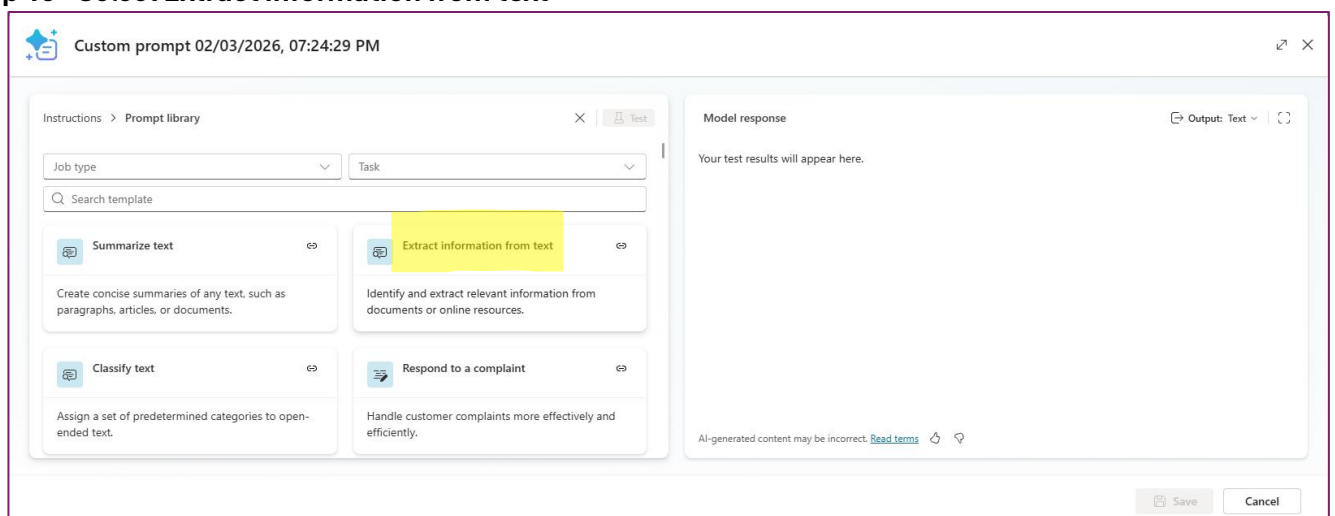 Custom prompt 02/03/2026, 07:24:29 PM
Instructions > Prompt library
Test
Job type
Task
Search template
Summarize text
Extract information from text
Create concise summaries of any text, such as
paragraphs, articles, or documents.
Identify and extract relevant information from
documents or online resources.
Classify text
Respond to a complaint
Assign a set of predetermined categories to open-
ended text.
Handle customer complaints more effectively and
efficiently.
Model response
Output: Text
Your test results will appear here.
AI-generated content may be incorrect. Read terms
Save
Cancel